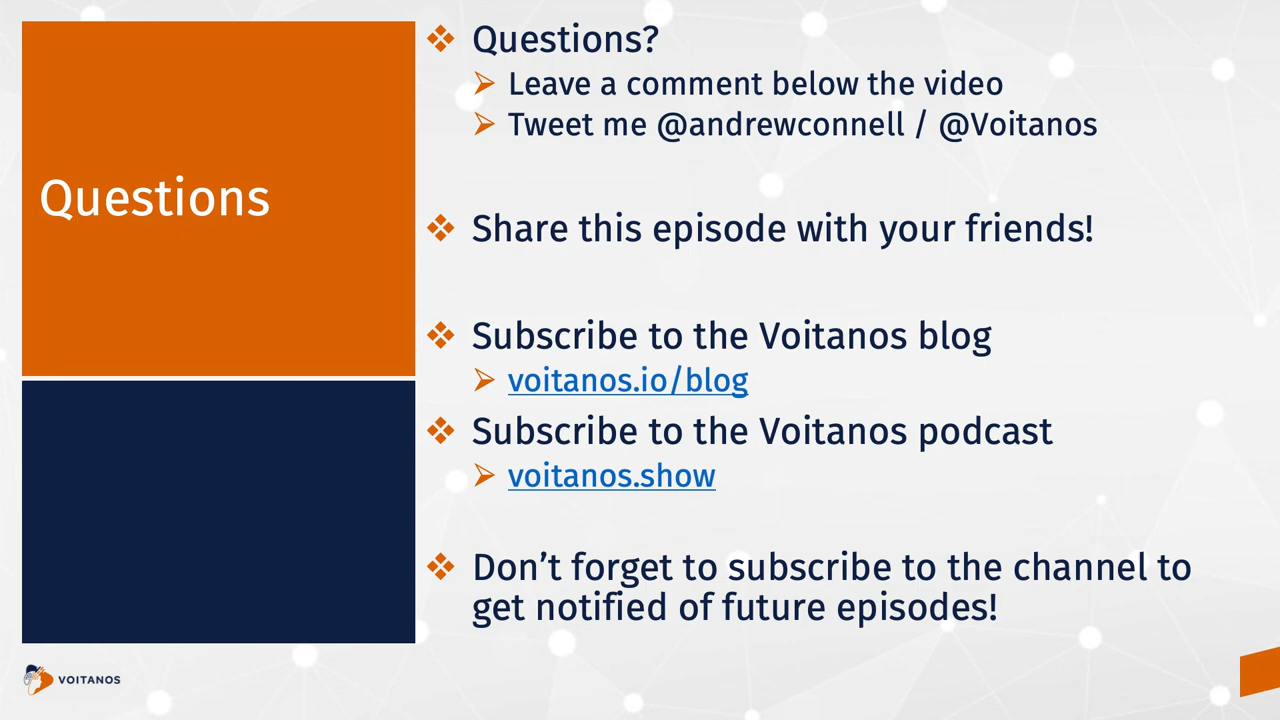 Questions
Questions?
Leave a comment below the video
Tweet me @andrewconnell / @Voitanos
Share this episode with your friends!
Subscribe to the Voitanos blog
voitanos.io/blog
Subscribe to the Voitanos podcast
voitanos.show
Don’t forget to subscribe to the channel to
get notified of future episodes!
VOITANOS